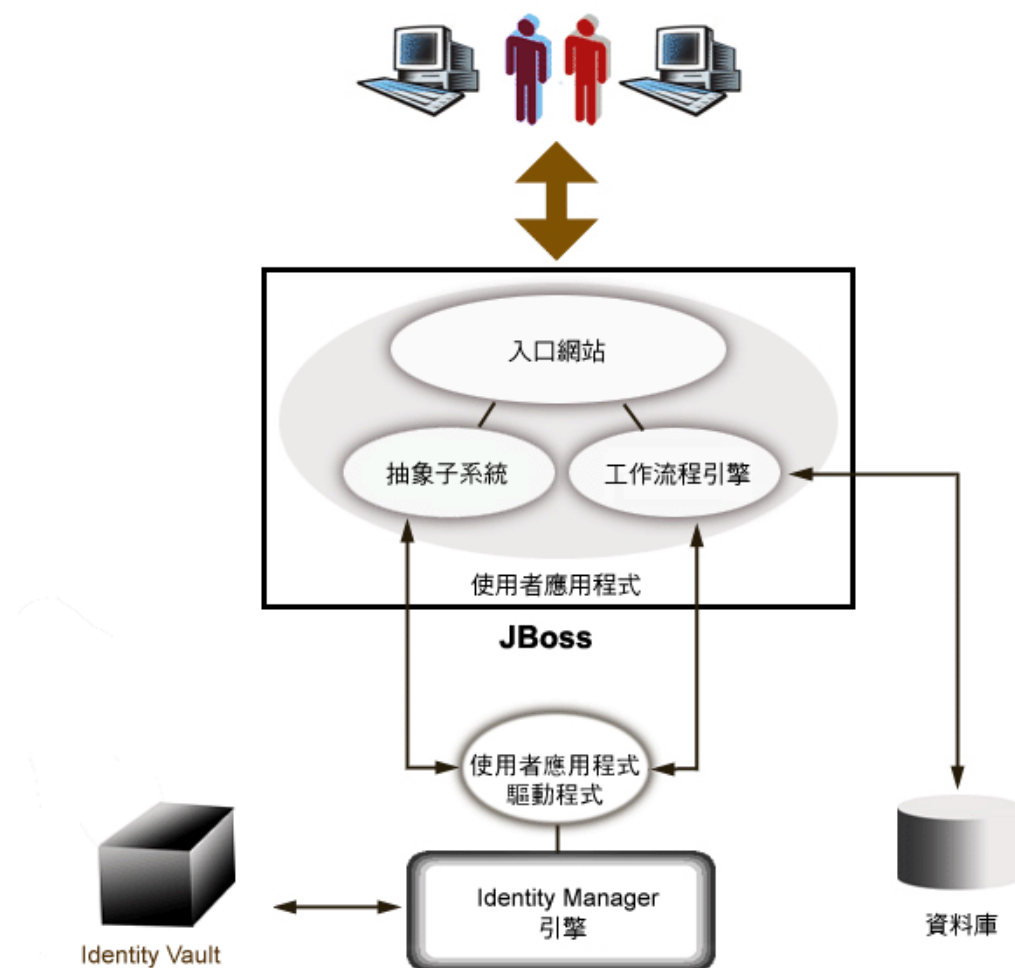 入口網站
抽象子系統
工作流程引擎
使用者應用程式
JBoss
使用者應用程式
驅動程式
Identity Manager
引擎
Identity Vault
資料庫